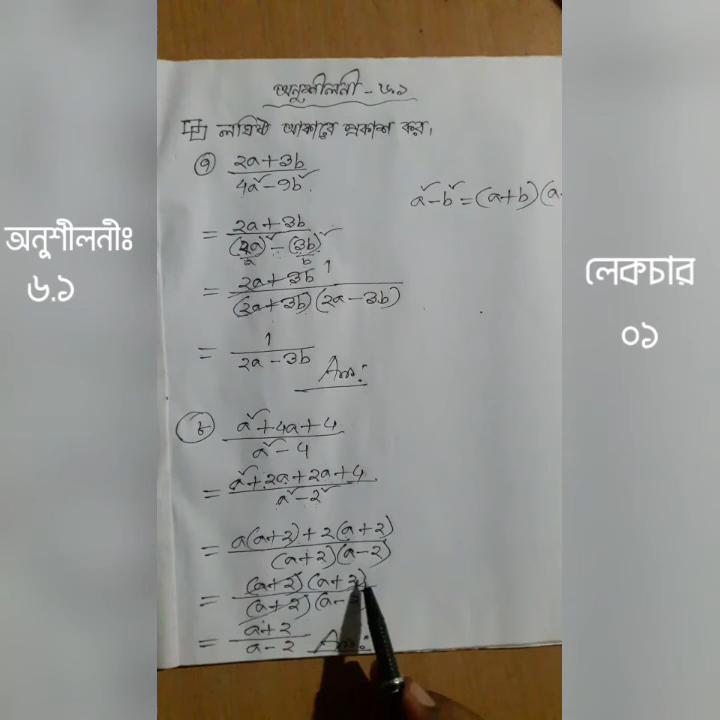 অনুশীলনী - ৬.১
লঘিষ্ঠ আকারে প্রকাশ কর।
৭ (2a+3b)/(4a²-9b²)
a²-b²=(a+b)(a-
= (2a+3b)/((2a)²-(3b)²)
a b
= (2a+3b)/((2a+3b)(2a-3b)) 1
= 1/(2a-3b) Ans:
৮ (a²+4a+4)/(a²-4)
= (a²+2a+2a+4)/(a²-2²)
= (a(a+2)+2(a+2))/((a+2)(a-2))
= ((a+2)(a+2))/((a+2)(a-
= (a+2)/(a-2) Ans:
অনুশীলনীঃ
৬.১
লেকচার
০১